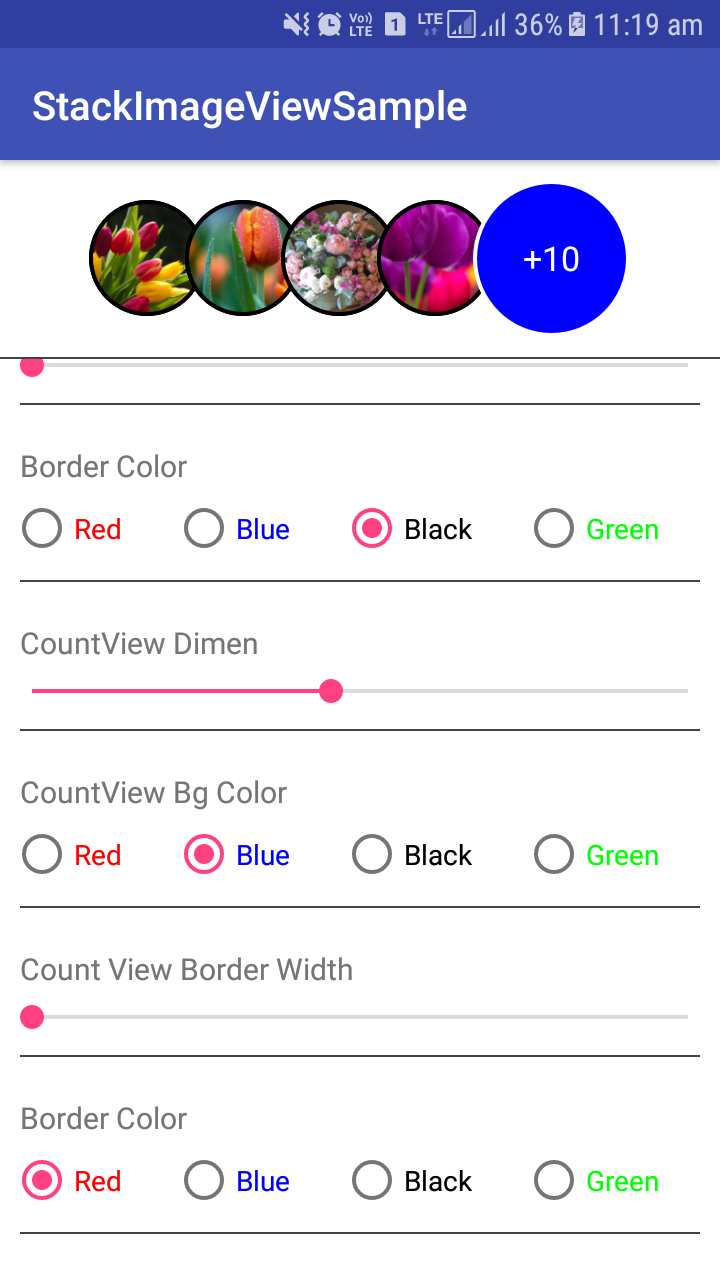 Vo)) LTE 1 LTE 36% 11:19 am
StackImageViewSample
+10
Border Color
Red Blue Black Green
CountView Dimen
CountView Bg Color
Red Blue Black Green
Count View Border Width
Border Color
Red Blue Black Green